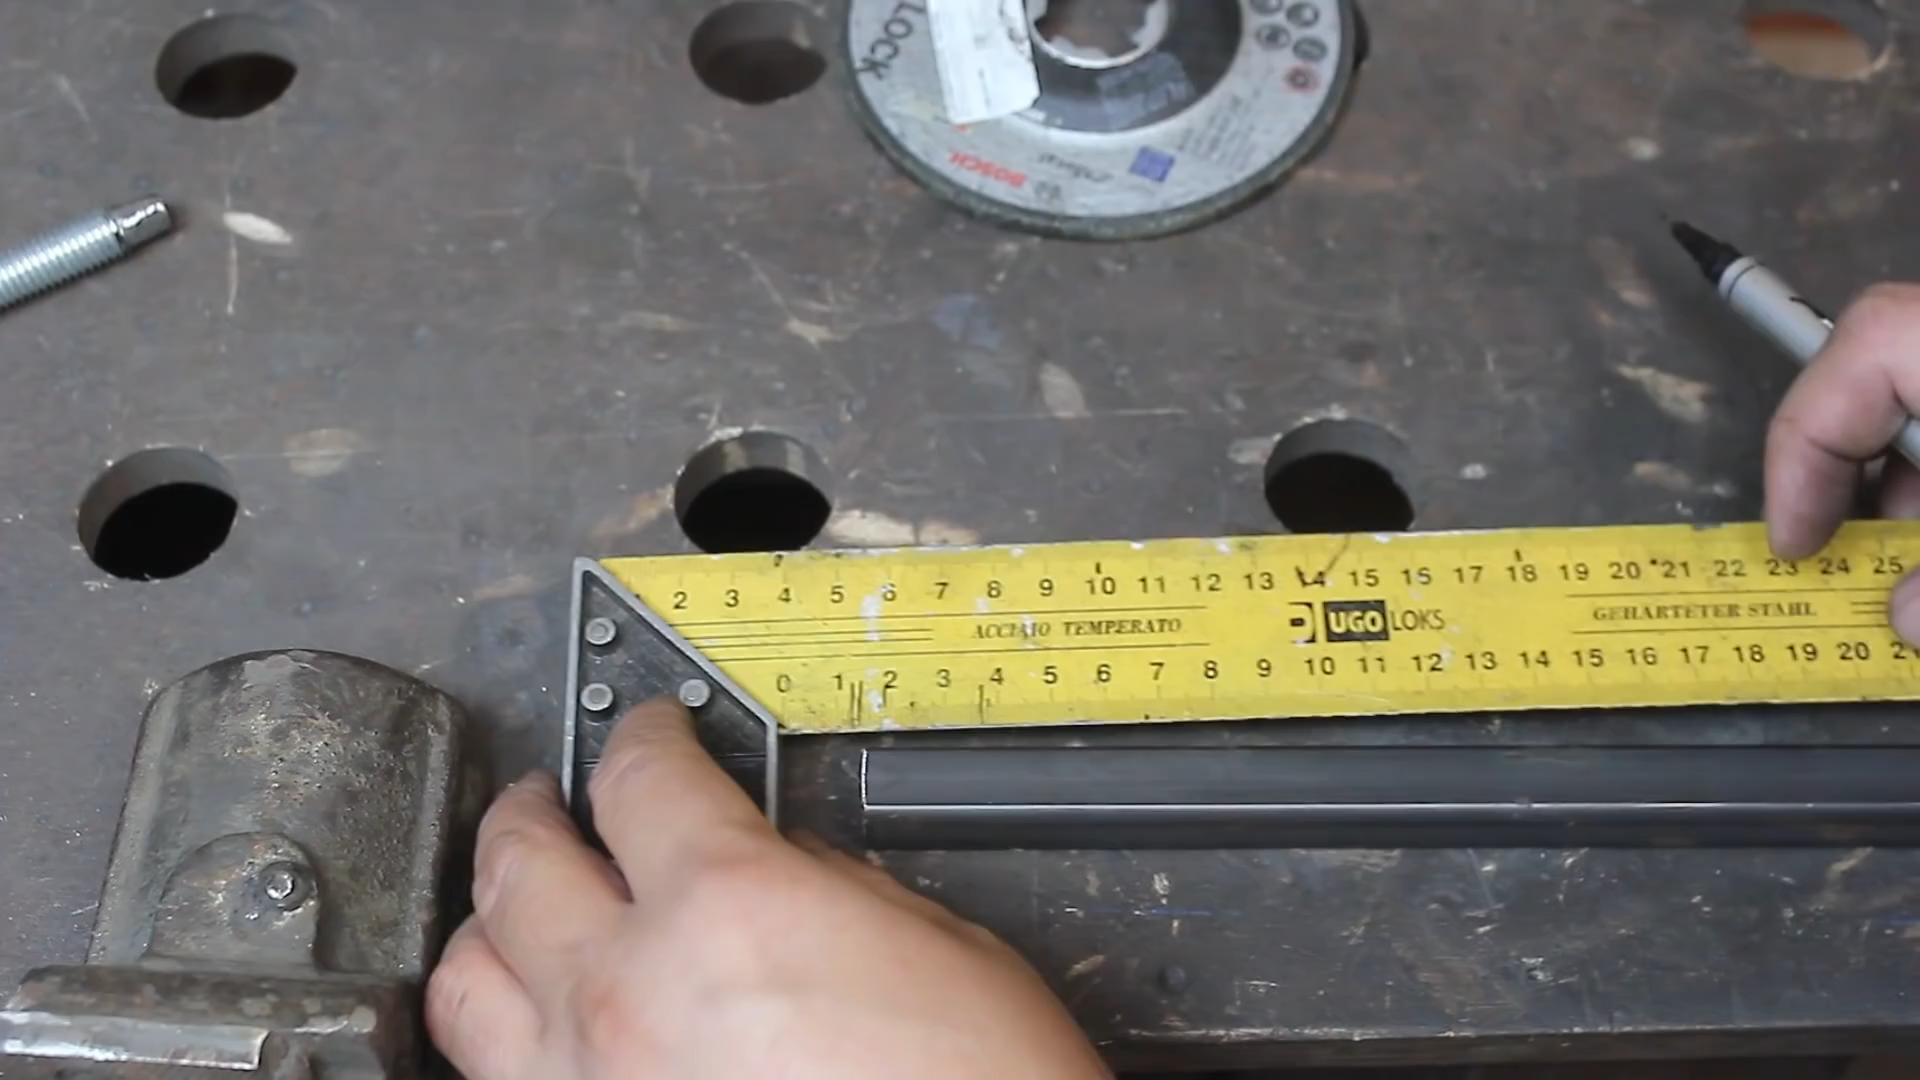 LOCK
BOSCH
1 2 3 4 5 6 7 8 9 10 11 12 13 14 15 16 17 18 19 20 21 22 23 24 25
ACCIAIO TEMPERATO
UGO LOKS
GEHARTETER STAHL
0 1 2 3 4 5 6 7 8 9 10 11 12 13 14 15 16 17 18 19 20